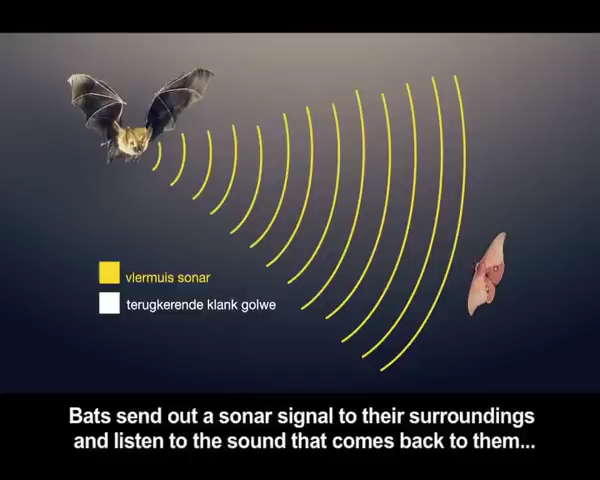 vlermuis sonar
terugkerende klank golwe
Bats send out a sonar signal to their surroundings
and listen to the sound that comes back to them...